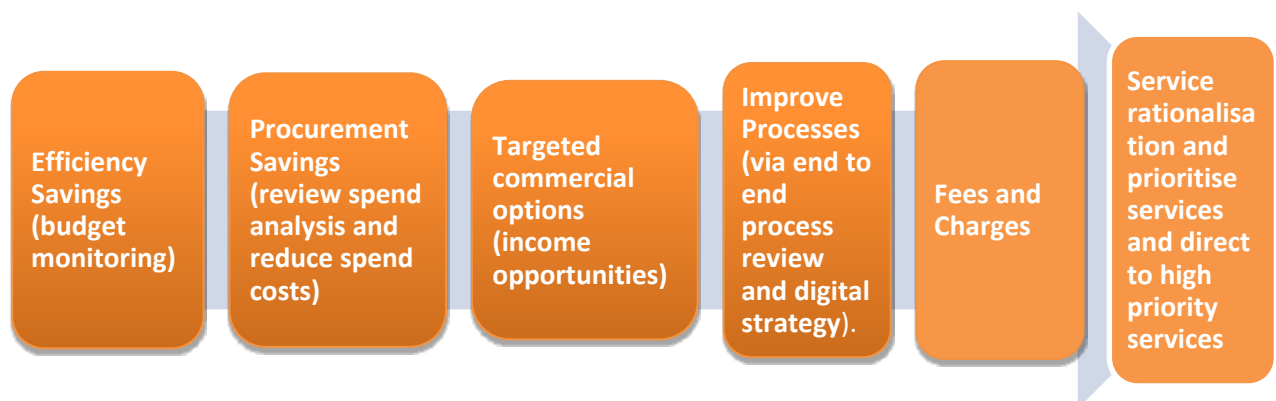 Efficiency
Savings
(budget
monitoring)
Procurement
Savings
(review spend
analysis and
reduce spend
costs)
Targeted
commercial
options
(income
opportunities)
Improve
Processes
(via end to
end
process
review
and digital
strategy).
Fees and
Charges
Service
rationalisa
tion and
prioritise
services
and direct
to high
priority
services